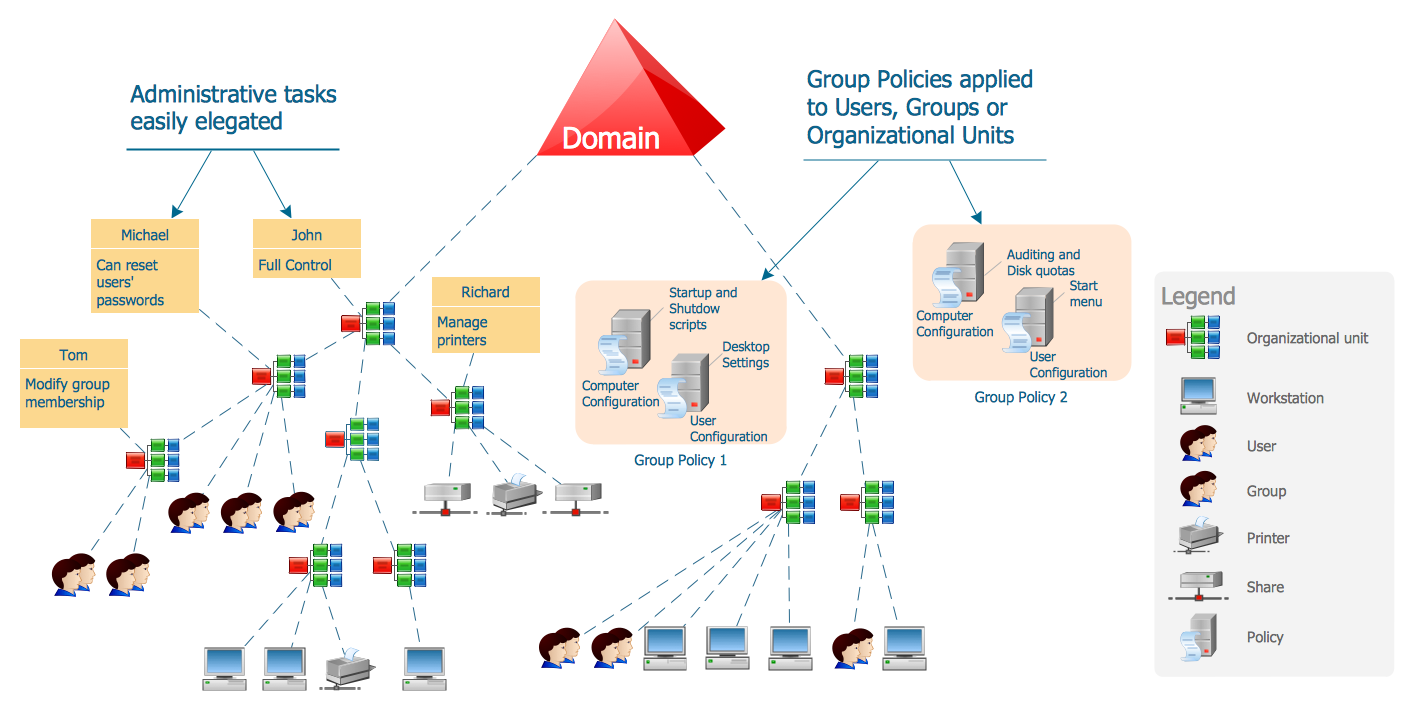 Administrative tasks
easily elegated
Domain
Group Policies applied
to Users, Groups or
Organizational Units
Michael
Can reset
users'
passwords
John
Full Control
Richard
Manage
printers
Tom
Modify group
membership
Startup and
Shutdow
scripts
Computer
Configuration
Desktop
Settings
User
Configuration
Group Policy 1
Auditing and
Disk quotas
Computer
Configuration
Start
menu
User
Configuration
Group Policy 2
Legend
Organizational unit
Workstation
User
Group
Printer
Share
Policy